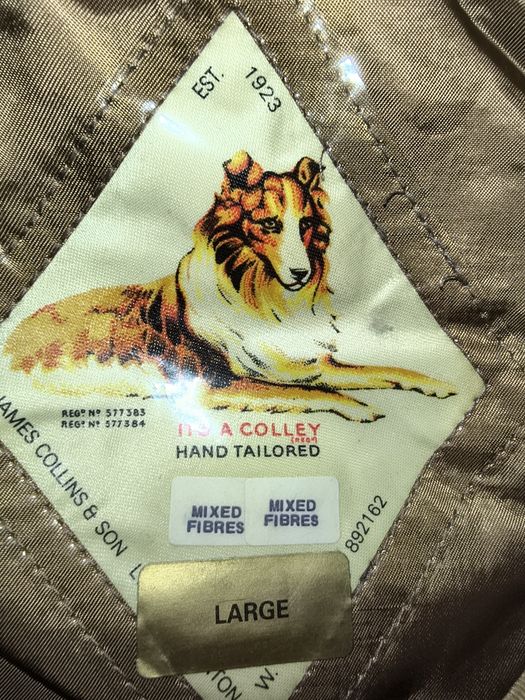 EST. 1923
REGᴰ Nº 577383
REGᴰ Nº 577384
IT'S A COLLEY
(REGᴰ)
HAND TAILORED
JAMES COLLINS & SON
892162
MIXED
FIBRES
MIXED
FIBRES
LARGE
W.